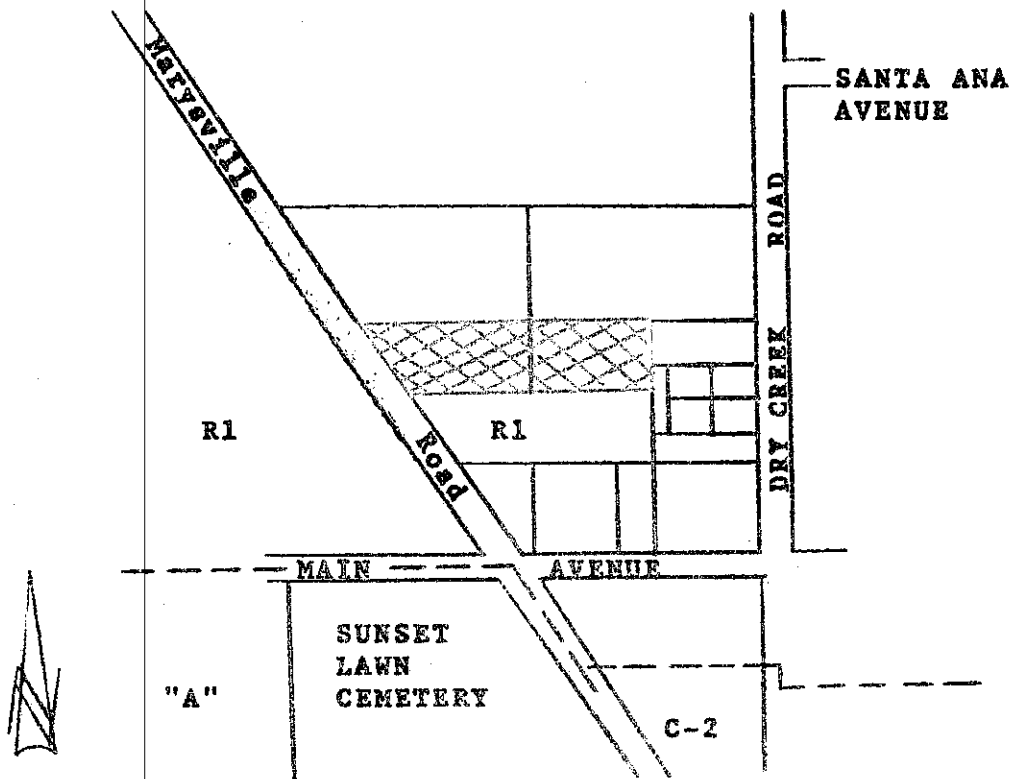 Marysville
SANTA ANA
AVENUE
DRY CREEK ROAD
R1
R1
Road
MAIN AVENUE
SUNSET
LAWN
CEMETERY
"A"
C-2